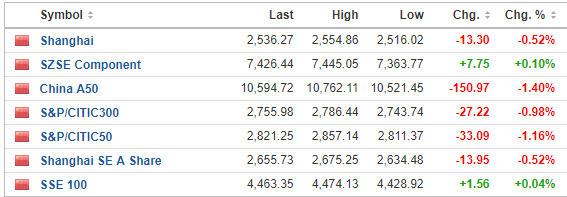 Symbol Last High Low Chg. Chg. %
Shanghai 2,536.27 2,554.86 2,516.02 -13.30 -0.52%
SZSE Component 7,426.44 7,445.05 7,363.77 +7.75 +0.10%
China A50 10,594.72 10,762.11 10,521.45 -150.97 -1.40%
S&P/CITIC300 2,755.98 2,786.44 2,743.74 -27.22 -0.98%
S&P/CITIC50 2,821.25 2,857.14 2,811.37 -33.09 -1.16%
Shanghai SE A Share 2,655.73 2,675.25 2,634.48 -13.95 -0.52%
SSE 100 4,463.35 4,474.13 4,428.92 +1.56 +0.04%